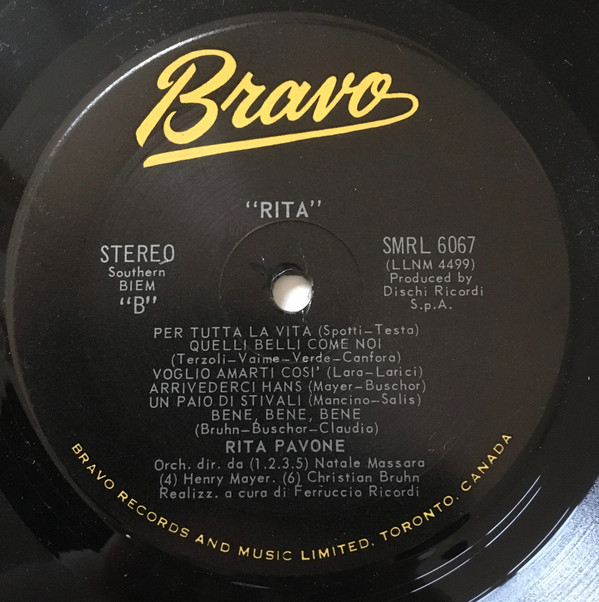 Bravo
"RITA"
STEREO
Southern
BIEM
"B"
SMRL 6067
(LLNM 4499)
Produced by
Dischi Ricordi
S.p.A.
PER TUTTA LA VITA (Spotti-Testa)
QUELLI BELLI COME NOI
(Terzoli-Vaime-Verde-Canfora)
VOGLIO AMARTI COSI' (Lara-Larici)
ARRIVEDERCI HANS (Mayer-Buschor)
UN PAIO DI STIVALI (Mancino-Salis)
BENE, BENE, BENE
(Bruhn-Buschor-Claudio)
RITA PAVONE
Orch. dir. da (1.2.3.5) Natale Massara
(4) Henry Mayer. (6) Christian Bruhn
Realizz. a cura di Ferruccio Ricordi
BRAVO RECORDS AND MUSIC LIMITED, TORONTO, CANADA